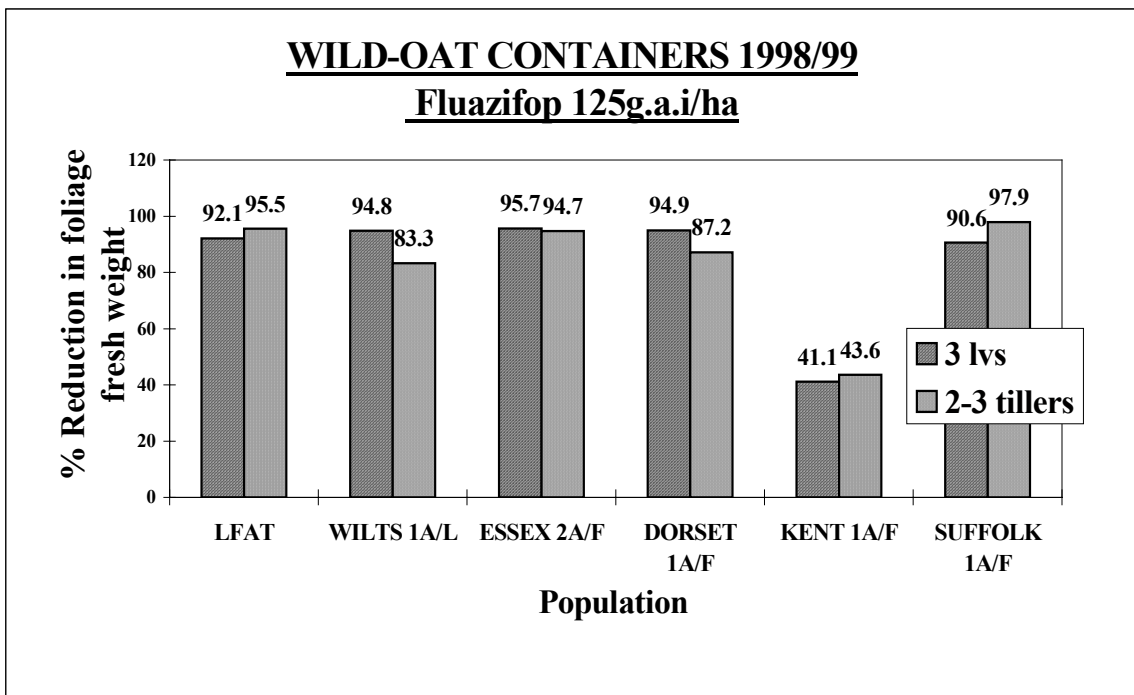 WILD-OAT CONTAINERS 1998/99
Fluazifop 125g.a.i/ha
% Reduction in foliage
fresh weight
120
100
80
60
40
20
0
92.1
95.5
94.8
83.3
95.7
94.7
94.9
87.2
41.1
43.6
90.6
97.9
3 lvs
2-3 tillers
LFAT
WILTS 1A/L
ESSEX 2A/F
DORSET
1A/F
KENT 1A/F
SUFFOLK
1A/F
Population